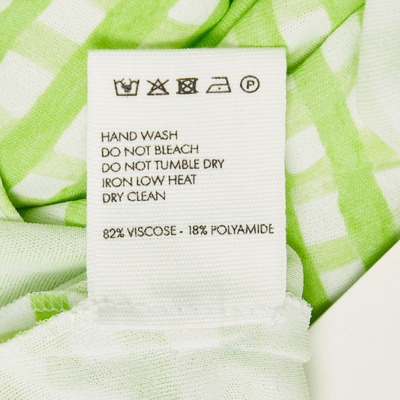 P
HAND WASH
DO NOT BLEACH
DO NOT TUMBLE DRY
IRON LOW HEAT
DRY CLEAN
82% VISCOSE - 18% POLYAMIDE